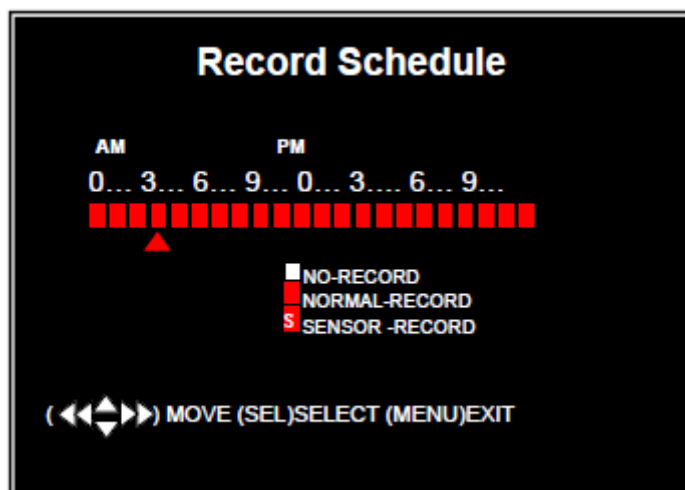 Record Schedule
AM PM
0... 3... 6... 9... 0... 3.... 6... 9...
NO-RECORD
NORMAL-RECORD
S SENSOR -RECORD
( ) MOVE (SEL)SELECT (MENU)EXIT